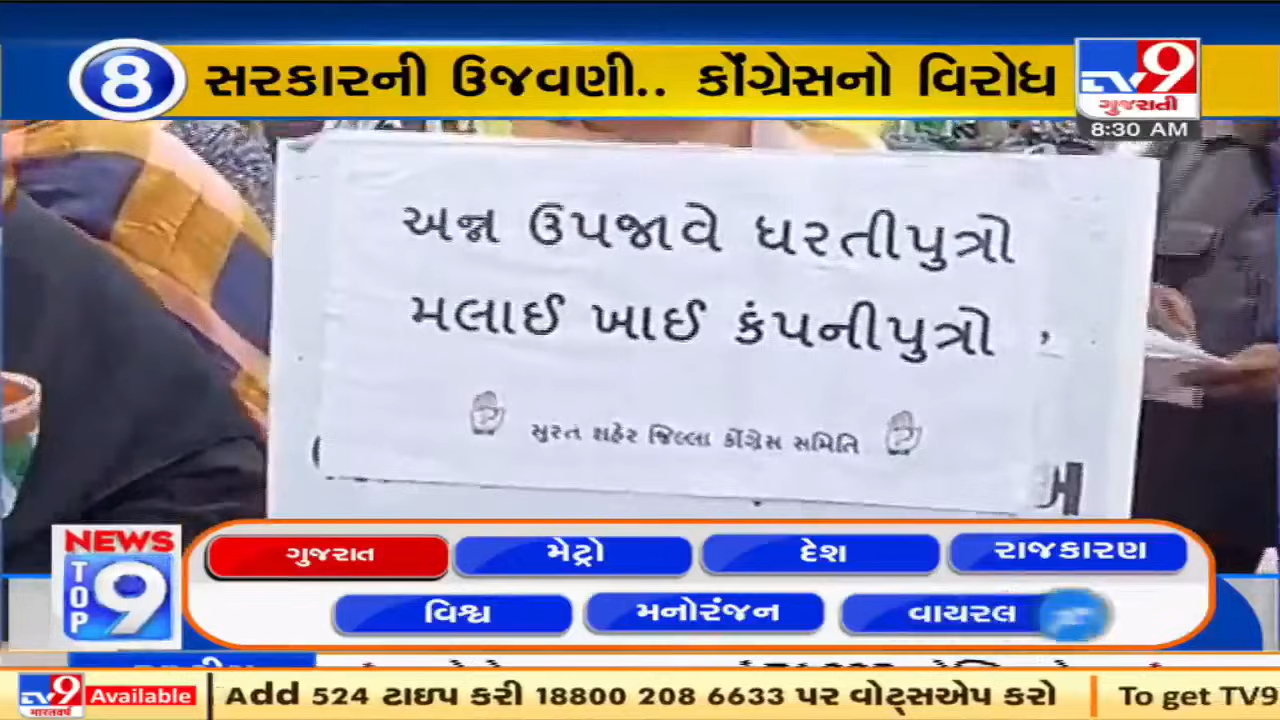 8 સરકારની ઉજવણી.. કોંગ્રેસનો વિરોધ
TV9
ગુજરાતી
8:30 AM
અન્ન ઉપજાવે ધરતીપુત્રો
મલાઈ ખાઈ કંપનીપુત્રો ,
સુરત શહેર જિલ્લા કોંગ્રેસ સમિતિ
NEWS
TOP 9
ગુજરાત મેટ્રો દેશ રાજકારણ
વિશ્વ મનોરંજન વાયરલ
TV9 भारतवर्ष Available Add 524 ટાઇપ કરી 18800 208 6633 પર વોટ્સએપ કરો To get TV9